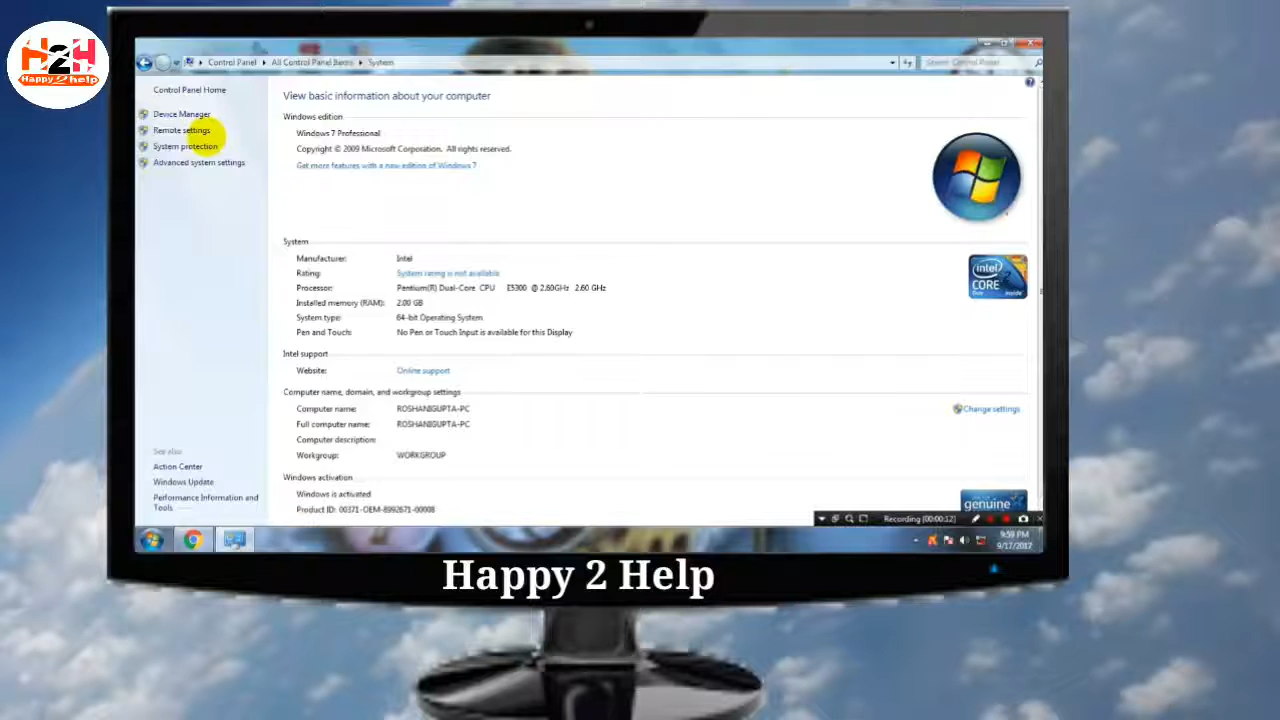 H2H
Happy2help
Control Panel
All Control Panel Items
System
Search Control Panel
Control Panel Home
Device Manager
Remote settings
System protection
Advanced system settings
View basic information about your computer
Windows edition
Windows 7 Professional
Copyright © 2009 Microsoft Corporation. All rights reserved.
Get more features with a new edition of Windows 7
System
Manufacturer: Intel
Rating: System rating is not available
Processor: Pentium(R) Dual-Core CPU E5300 @ 2.60GHz 2.60 GHz
Installed memory (RAM): 2.00 GB
System type: 64-bit Operating System
Pen and Touch: No Pen or Touch Input is available for this Display
intel
CORE
Duo inside
Intel support
Website: Online support
Computer name, domain, and workgroup settings
Computer name: ROSHANIGUPTA-PC
Change settings
Full computer name: ROSHANIGUPTA-PC
Computer description:
Workgroup: WORKGROUP
See also
Action Center
Windows Update
Performance Information and
Tools
Windows activation
Windows is activated
Product ID: 00371-OEM-8992671-00008
genuine
Recording [00:00:12]
9:59 PM
9/17/2017
Happy 2 Help